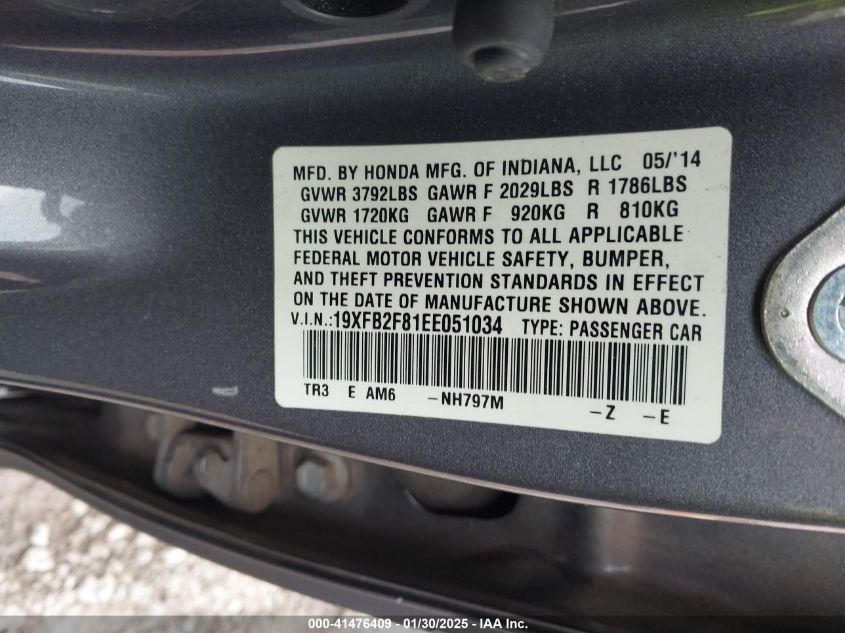 MFD. BY HONDA MFG. OF INDIANA, LLC 05/'14
GVWR 3792LBS GAWR F 2029LBS R 1786LBS
GVWR 1720KG GAWR F 920KG R 810KG
THIS VEHICLE CONFORMS TO ALL APPLICABLE
FEDERAL MOTOR VEHICLE SAFETY, BUMPER,
AND THEFT PREVENTION STANDARDS IN EFFECT
ON THE DATE OF MANUFACTURE SHOWN ABOVE.
V.I.N.:19XFB2F81EE051034 TYPE: PASSENGER CAR
TR3 E AM6 -NH797M -Z -E
000-41476409 - 01/30/2025 - IAA Inc.